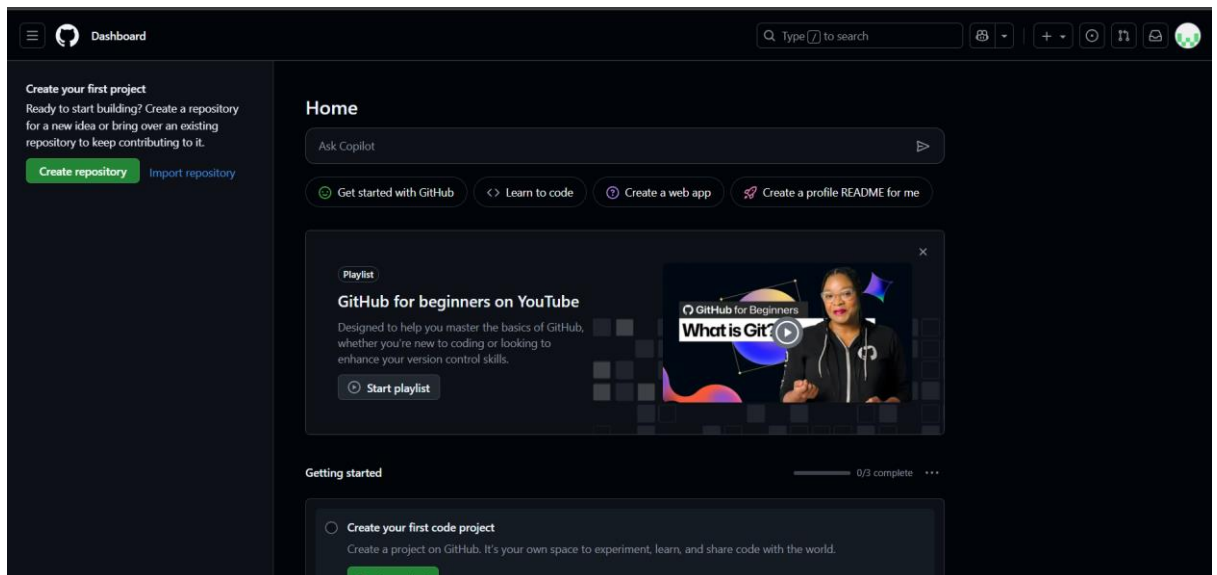 Dashboard
Type / to search
Create your first project
Ready to start building? Create a repository
for a new idea or bring over an existing
repository to keep contributing to it.
Create repository
Import repository
Home
Ask Copilot
Get started with GitHub
Learn to code
Create a web app
Create a profile README for me
Playlist
GitHub for beginners on YouTube
Designed to help you master the basics of GitHub,
whether you're new to coding or looking to
enhance your version control skills.
Start playlist
GitHub for Beginners
What is Git?
Getting started
0/3 complete
Create your first code project
Create a project on GitHub. It's your own space to experiment, learn, and share code with the world.